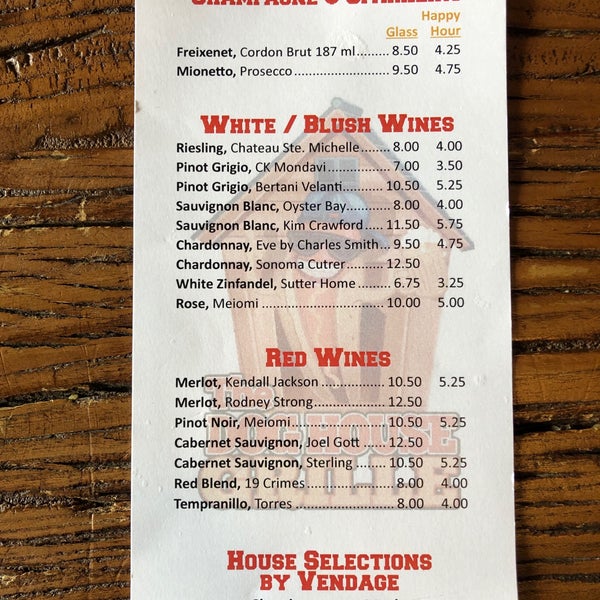 CHAMPAGNE & SPARKLING
Happy
Glass Hour
Freixenet, Cordon Brut 187 ml......... 8.50 4.25
Mionetto, Prosecco........................ 9.50 4.75
WHITE / BLUSH WINES
Riesling, Chateau Ste. Michelle........ 8.00 4.00
Pinot Grigio, CK Mondavi............... 7.00 3.50
Pinot Grigio, Bertani Velanti........... 10.50 5.25
Sauvignon Blanc, Oyster Bay.......... 8.00 4.00
Sauvignon Blanc, Kim Crawford..... 11.50 5.75
Chardonnay, Eve by Charles Smith... 9.50 4.75
Chardonnay, Sonoma Cutrer.......... 12.50
White Zinfandel, Sutter Home........ 6.75 3.25
Rose, Meiomi................................ 10.00 5.00
RED WINES
Merlot, Kendall Jackson................ 10.50 5.25
Merlot, Rodney Strong.................. 12.50
Pinot Noir, Meiomi....................... 10.50 5.25
Cabernet Sauvignon, Joel Gott...... 12.50
Cabernet Sauvignon, Sterling........ 10.50 5.25
Red Blend, 19 Crimes.................... 8.00 4.00
Tempranillo, Torres....................... 8.00 4.00
The
DOG HOUSE
HOUSE SELECTIONS
BY VENDAGE